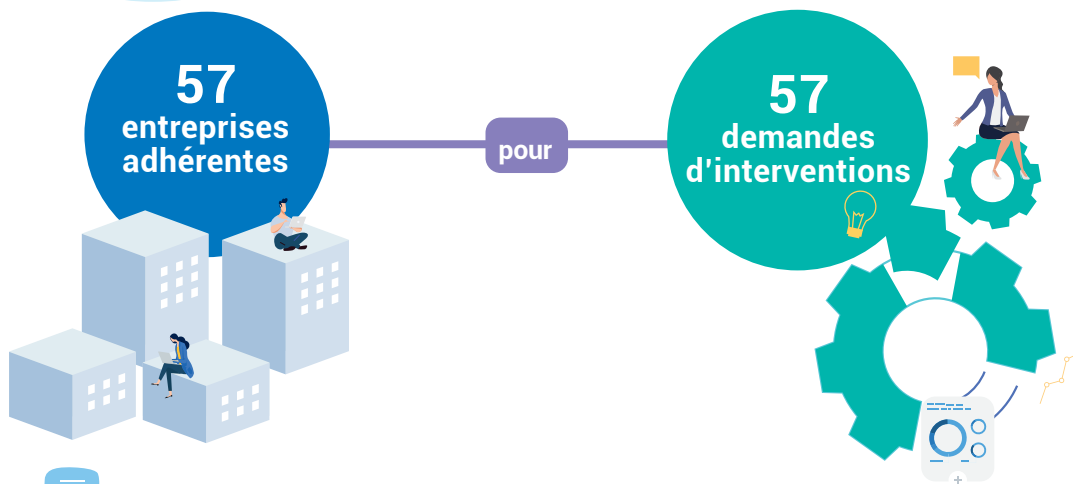 57
entreprises
adhérentes
pour
57
demandes
d'interventions